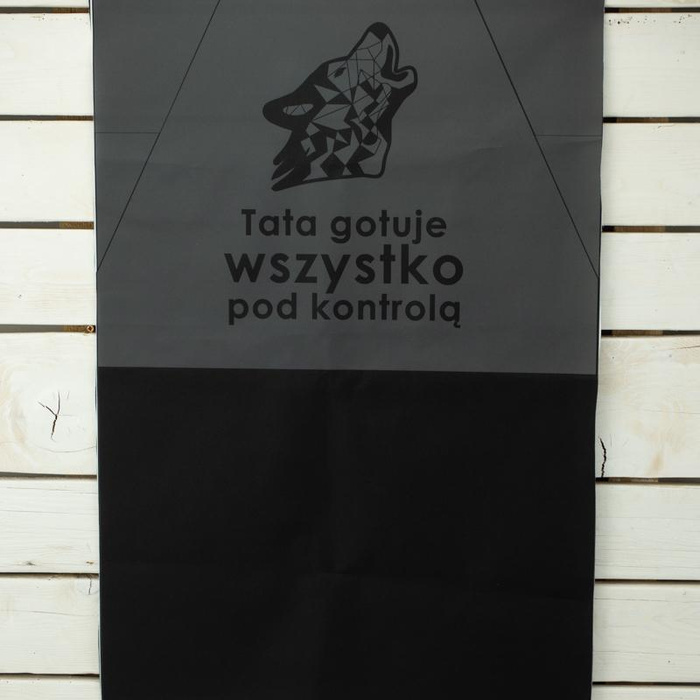 Tata gotuje
wszystko
pod kontrolą